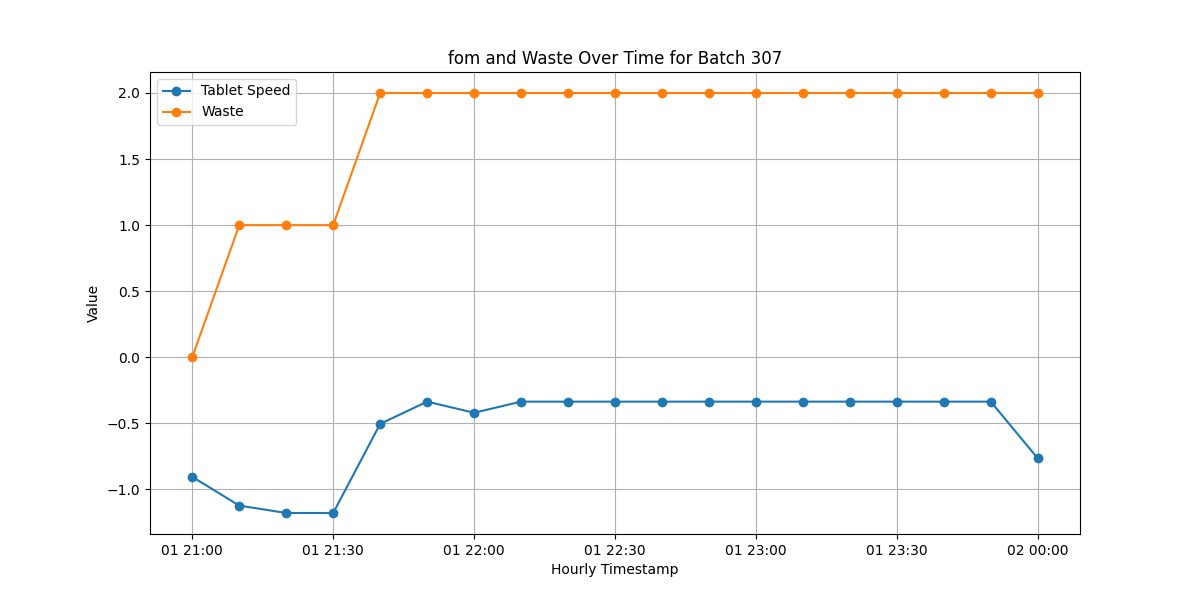 fom and Waste Over Time for Batch 307
Tablet Speed
Waste
2.0
1.5
1.0
0.5
0.0
−0.5
−1.0
Value
01 21:00 01 21:30 01 22:00 01 22:30 01 23:00 01 23:30 02 00:00
Hourly Timestamp